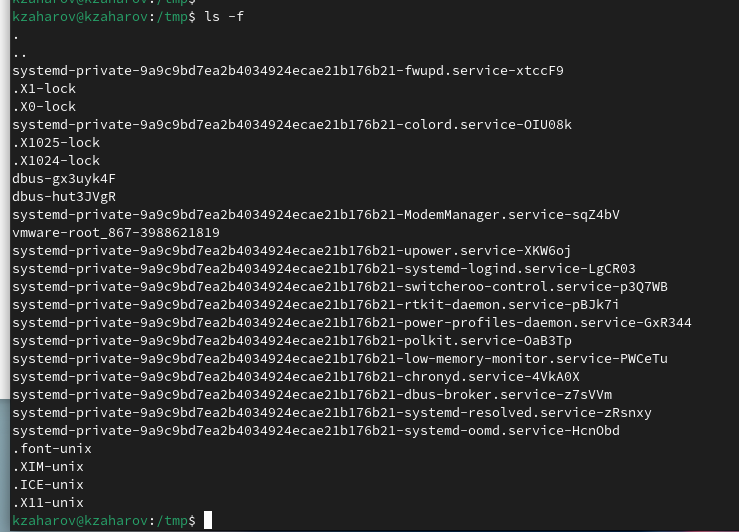 kzaharov@kzaharov:/tmp$
kzaharov@kzaharov:/tmp$ ls -f
.
..
systemd-private-9a9c9bd7ea2b4034924ecae21b176b21-fwupd.service-xtccF9
.X1-lock
.X0-lock
systemd-private-9a9c9bd7ea2b4034924ecae21b176b21-colord.service-OIU08k
.X1025-lock
.X1024-lock
dbus-gx3uyk4F
dbus-hut3JVgR
systemd-private-9a9c9bd7ea2b4034924ecae21b176b21-ModemManager.service-sqZ4bV
vmware-root_867-3988621819
systemd-private-9a9c9bd7ea2b4034924ecae21b176b21-upower.service-XKW6oj
systemd-private-9a9c9bd7ea2b4034924ecae21b176b21-systemd-logind.service-LgCR03
systemd-private-9a9c9bd7ea2b4034924ecae21b176b21-switcheroo-control.service-p3Q7WB
systemd-private-9a9c9bd7ea2b4034924ecae21b176b21-rtkit-daemon.service-pBJk7i
systemd-private-9a9c9bd7ea2b4034924ecae21b176b21-power-profiles-daemon.service-GxR344
systemd-private-9a9c9bd7ea2b4034924ecae21b176b21-polkit.service-OaB3Tp
systemd-private-9a9c9bd7ea2b4034924ecae21b176b21-low-memory-monitor.service-PWCeTu
systemd-private-9a9c9bd7ea2b4034924ecae21b176b21-chronyd.service-4VkA0X
systemd-private-9a9c9bd7ea2b4034924ecae21b176b21-dbus-broker.service-z7sVVm
systemd-private-9a9c9bd7ea2b4034924ecae21b176b21-systemd-resolved.service-zRsnxy
systemd-private-9a9c9bd7ea2b4034924ecae21b176b21-systemd-oomd.service-HcnObd
.font-unix
.XIM-unix
.ICE-unix
.X11-unix
kzaharov@kzaharov:/tmp$